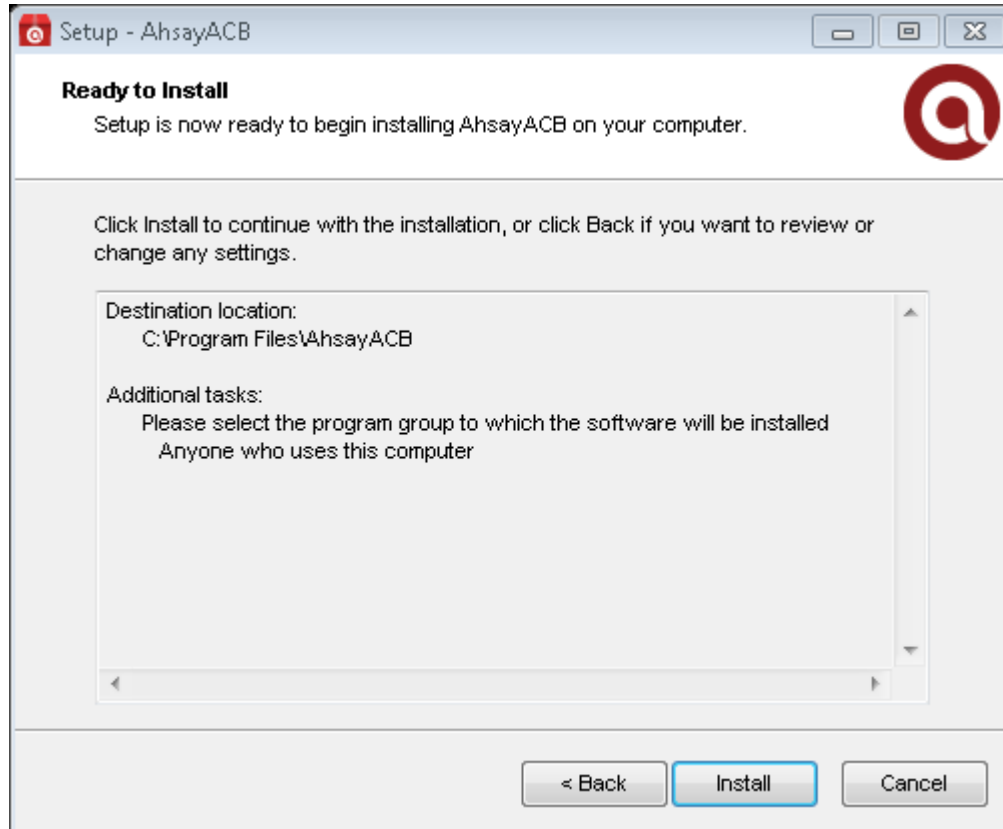 Setup - AhsayACB
Ready to Install
Setup is now ready to begin installing AhsayACB on your computer.
Click Install to continue with the installation, or click Back if you want to review or
change any settings.
Destination location:
C:\Program Files\AhsayACB
Additional tasks:
Please select the program group to which the software will be installed
Anyone who uses this computer
< Back
Install
Cancel